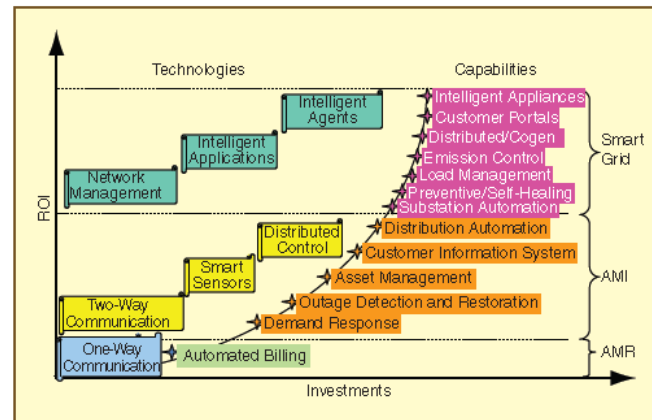 Technologies
Capabilities
Intelligent
Agents
Intelligent
Applications
Network
Management
Intelligent Appliances
Customer Portals
Distributed/Cogen
Emission Control
Load Management
Preventive/Self-Healing
Substation Automation
Smart
Grid
ROI
Distributed
Control
Smart
Sensors
Two-Way
Communication
Distribution Automation
Customer Information System
Asset Management
Outage Detection and Restoration
Demand Response
AMI
One-Way
Communication
Automated Billing
AMR
Investments